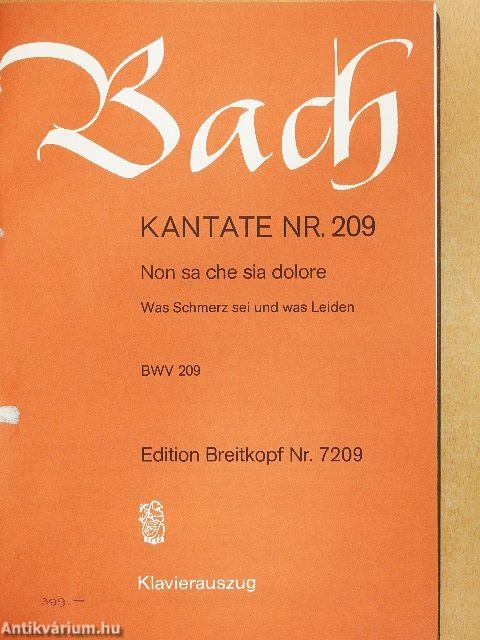 Bach
KANTATE NR. 209
Non sa che sia dolore
Was Schmerz sei und was Leiden
BWV 209
Edition Breitkopf Nr. 7209
Klavierauszug
399.—
Antikvárium.hu